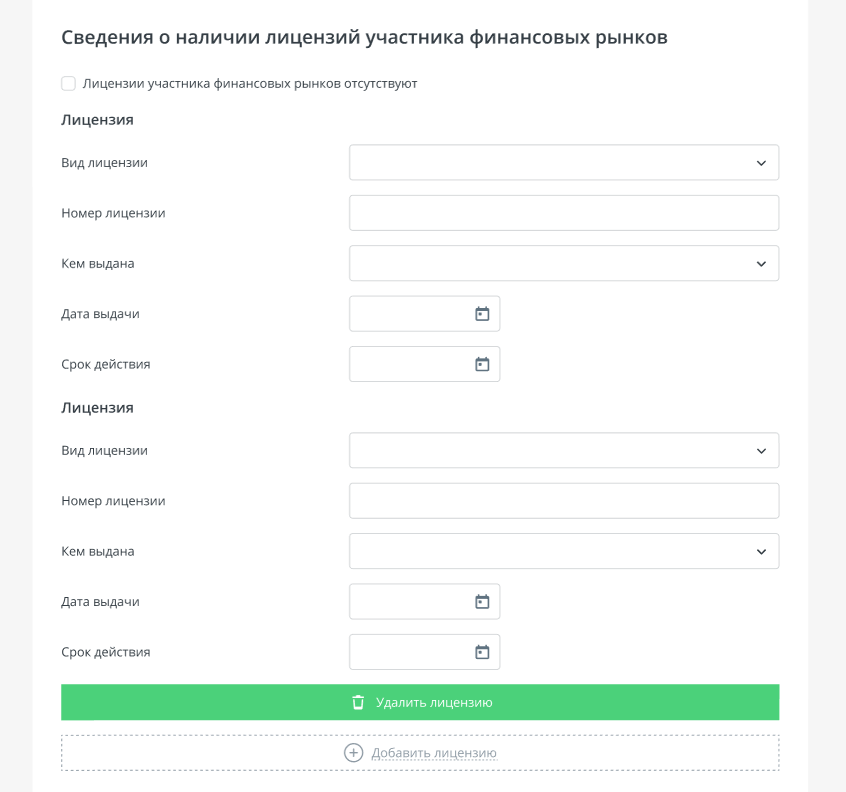 Сведения о наличии лицензий участника финансовых рынков
Лицензии участника финансовых рынков отсутствуют
Лицензия
Вид лицензии
Номер лицензии
Кем выдана
Дата выдачи
Срок действия
Лицензия
Вид лицензии
Номер лицензии
Кем выдана
Дата выдачи
Срок действия
Удалить лицензию
Добавить лицензию